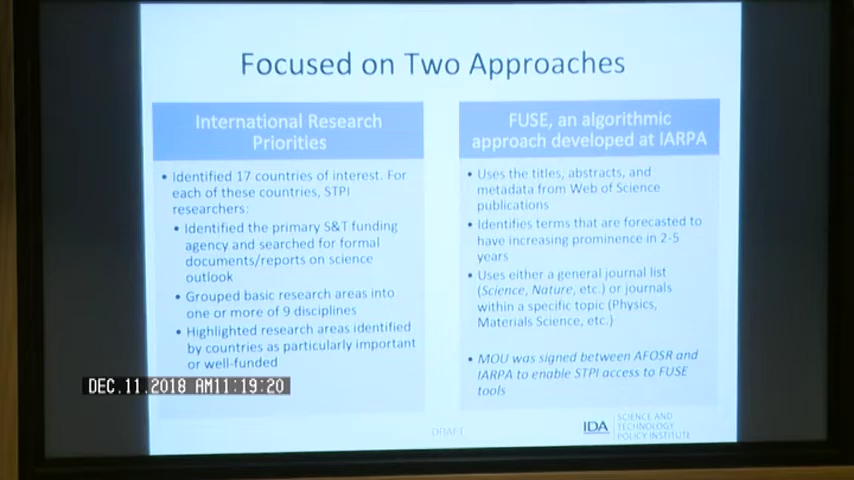 Focused on Two Approaches
International Research
Priorities
• Identified 17 countries of interest. For
each of these countries, STPI
researchers:
• Identified the primary S&T funding
agency and searched for formal
documents/reports on science
outlook
• Grouped basic research areas into
one or more of 9 disciplines
• Highlighted research areas identified
by countries as particularly important
or well-funded
FUSE, an algorithmic
approach developed at IARPA
• Uses the titles, abstracts, and
metadata from Web of Science
publications
• Identifies terms that are forecasted to
have increasing prominence in 2-5
years
• Uses either a general journal list
(Science, Nature, etc.) or journals
within a specific topic (Physics,
Materials Science, etc.)
• MOU was signed between AFOSR and
IARPA to enable STPI access to FUSE
tools
DEC.11.2018 AM11:19:20
DRAFT
IDA
SCIENCE AND
TECHNOLOGY
POLICY INSTITUTE